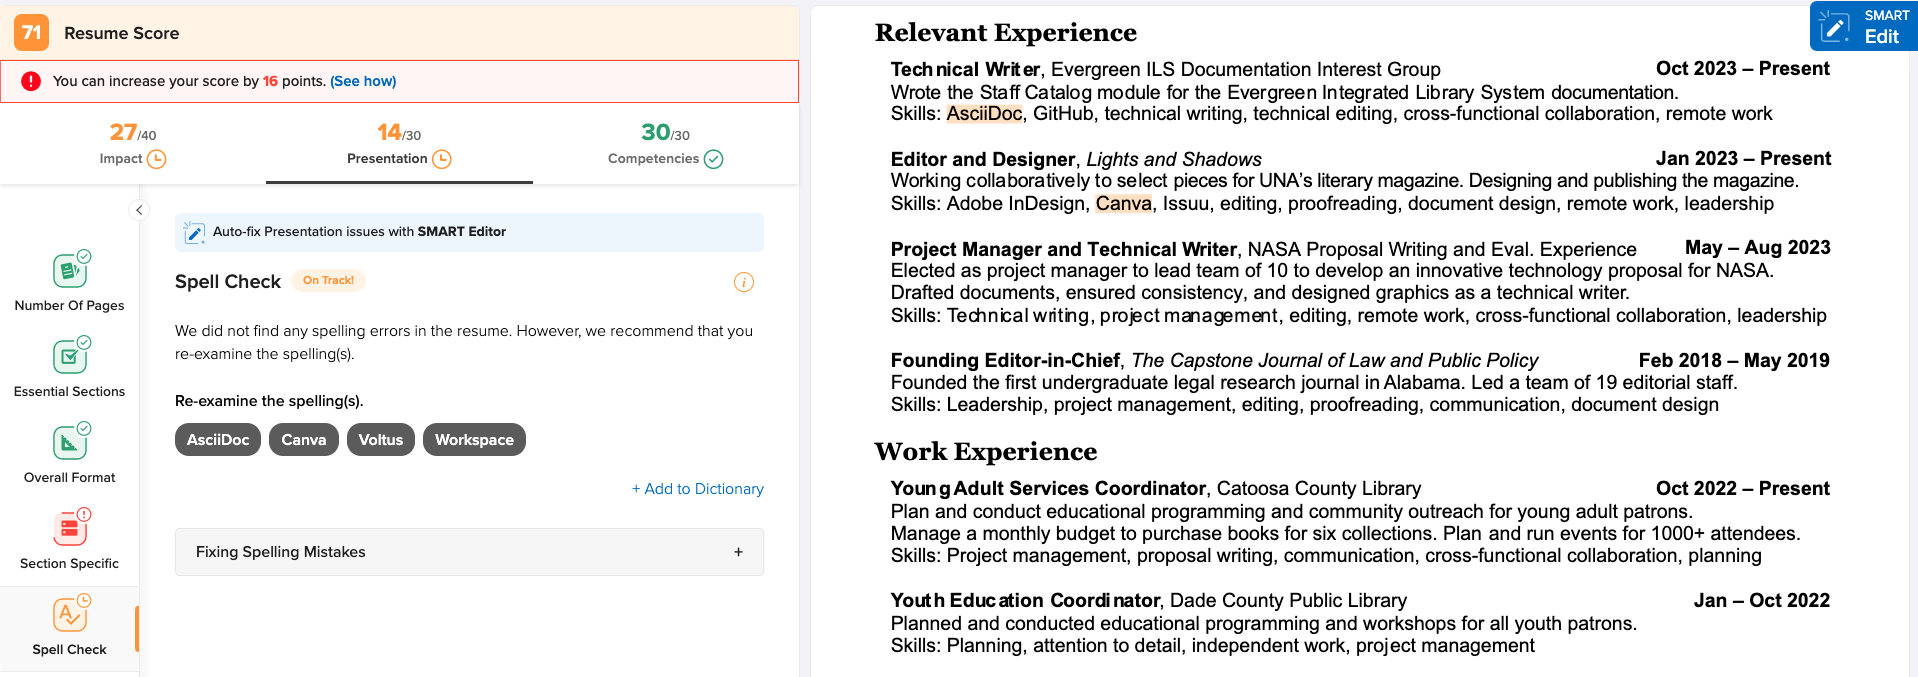 71 Resume Score
You can increase your score by 16 points. (See how)
27/40
Impact
14/30
Presentation
30/30
Competencies
Number Of Pages
Essential Sections
Overall Format
Section Specific
Spell Check
Auto-fix Presentation issues with SMART Editor
Spell Check On Track!
We did not find any spelling errors in the resume. However, we recommend that you
re-examine the spelling(s).
Re-examine the spelling(s).
AsciiDoc Canva Voltus Workspace
+ Add to Dictionary
Fixing Spelling Mistakes +
SMART
Edit
Relevant Experience
Technical Writer, Evergreen ILS Documentation Interest Group Oct 2023 – Present
Wrote the Staff Catalog module for the Evergreen Integrated Library System documentation.
Skills: AsciiDoc, GitHub, technical writing, technical editing, cross-functional collaboration, remote work
Editor and Designer, Lights and Shadows Jan 2023 – Present
Working collaboratively to select pieces for UNA’s literary magazine. Designing and publishing the magazine.
Skills: Adobe InDesign, Canva, Issuu, editing, proofreading, document design, remote work, leadership
Project Manager and Technical Writer, NASA Proposal Writing and Eval. Experience May – Aug 2023
Elected as project manager to lead team of 10 to develop an innovative technology proposal for NASA.
Drafted documents, ensured consistency, and designed graphics as a technical writer.
Skills: Technical writing, project management, editing, remote work, cross-functional collaboration, leadership
Founding Editor-in-Chief, The Capstone Journal of Law and Public Policy Feb 2018 – May 2019
Founded the first undergraduate legal research journal in Alabama. Led a team of 19 editorial staff.
Skills: Leadership, project management, editing, proofreading, communication, document design
Work Experience
Young Adult Services Coordinator, Catoosa County Library Oct 2022 – Present
Plan and conduct educational programming and community outreach for young adult patrons.
Manage a monthly budget to purchase books for six collections. Plan and run events for 1000+ attendees.
Skills: Project management, proposal writing, communication, cross-functional collaboration, planning
Youth Education Coordinator, Dade County Public Library Jan – Oct 2022
Planned and conducted educational programming and workshops for all youth patrons.
Skills: Planning, attention to detail, independent work, project management